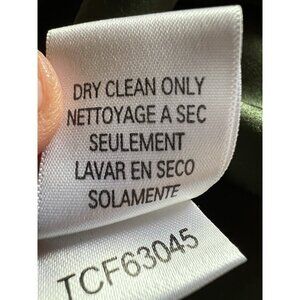 DRY CLEAN ONLY
NETTOYAGE A SEC
SEULEMENT
LAVAR EN SECO
SOLAMENTE
TCF63045